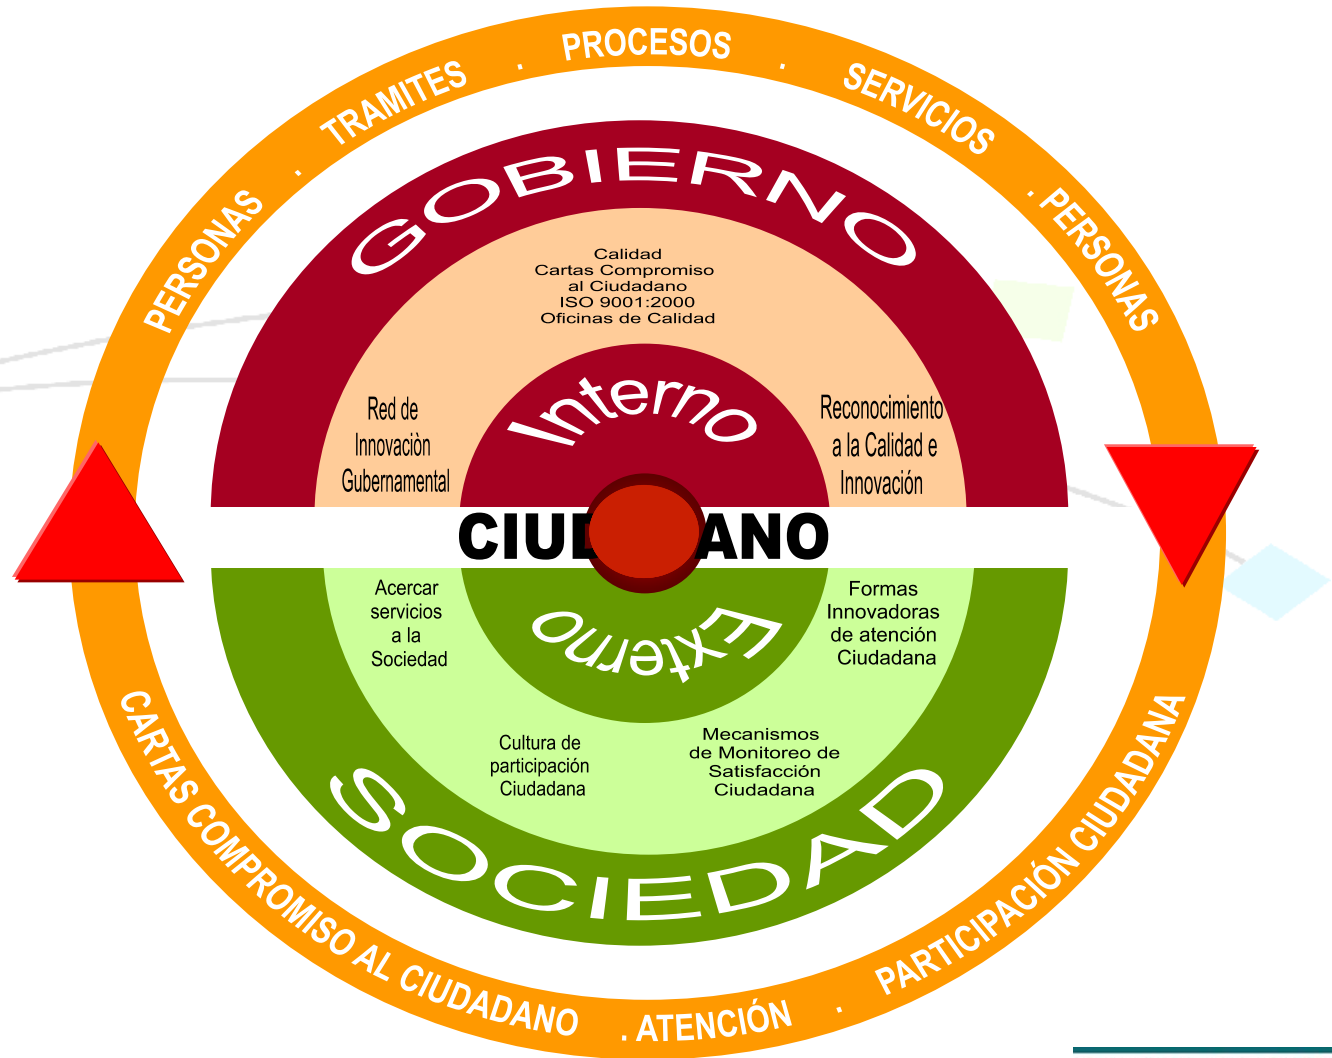 PERSONAS . TRAMITES . PROCESOS . SERVICIOS . PERSONAS
GOBIERNO
Calidad
Cartas Compromiso
al Ciudadano
ISO 9001:2000
Oficinas de Calidad
Interno
Red de
Innovaciòn
Gubernamental
Reconocimiento
a la Calidad e
Innovación
CIUDADANO
Externo
Acercar
servicios
a la
Sociedad
Formas
Innovadoras
de atención
Ciudadana
Cultura de
participación
Ciudadana
Mecanismos
de Monitoreo de
Satisfacción
Ciudadana
SOCIEDAD
CARTAS COMPROMISO AL CIUDADANO . ATENCIÓN . PARTICIPACIÓN CIUDADANA